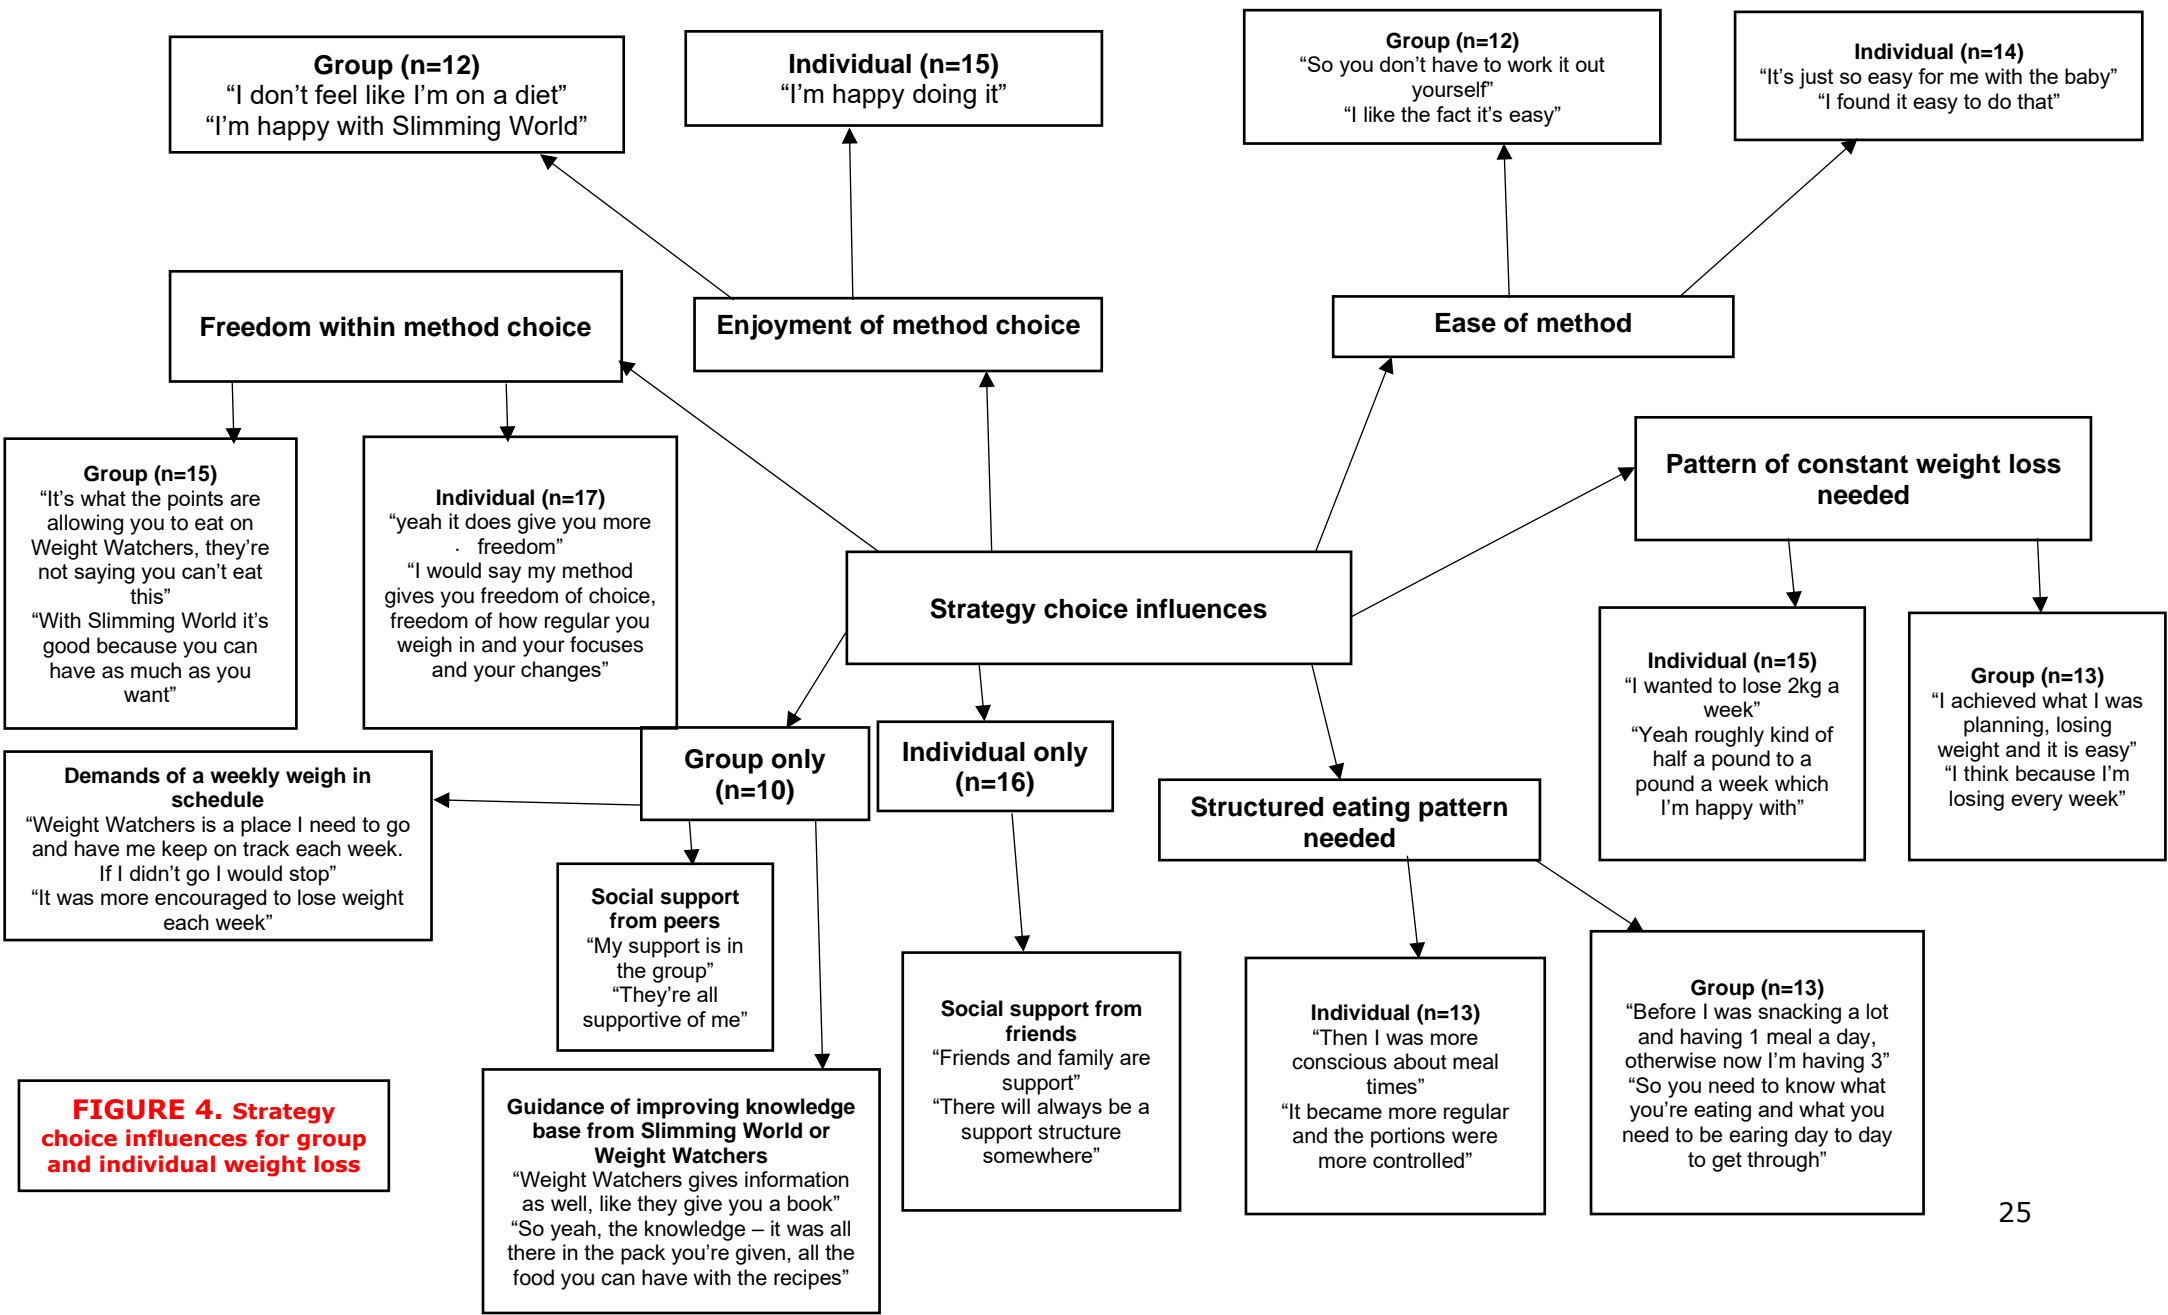 Group (n=12)
“I don’t feel like I’m on a diet”
“I’m happy with Slimming World”
Individual (n=15)
“I’m happy doing it”
Group (n=12)
“So you don’t have to work it out
yourself”
“I like the fact it’s easy”
Individual (n=14)
“It’s just so easy for me with the baby”
“I found it easy to do that”
Freedom within method choice
Enjoyment of method choice
Ease of method
Group (n=15)
“It’s what the points are
allowing you to eat on
Weight Watchers, they’re
not saying you can’t eat
this”
“With Slimming World it’s
good because you can
have as much as you
want”
Individual (n=17)
“yeah it does give you more
. freedom”
“I would say my method
gives you freedom of choice,
freedom of how regular you
weigh in and your focuses
and your changes”
Pattern of constant weight loss
needed
Strategy choice influences
Individual (n=15)
“I wanted to lose 2kg a
week”
“Yeah roughly kind of
half a pound to a
pound a week which
I’m happy with”
Group (n=13)
“I achieved what I was
planning, losing
weight and it is easy”
“I think because I’m
losing every week”
Group only
(n=10)
Individual only
(n=16)
Structured eating pattern
needed
Demands of a weekly weigh in
schedule
“Weight Watchers is a place I need to go
and have me keep on track each week.
If I didn’t go I would stop”
“It was more encouraged to lose weight
each week”
Social support
from peers
“My support is in
the group”
“They’re all
supportive of me”
Social support from
friends
“Friends and family are
support”
“There will always be a
support structure
somewhere”
Individual (n=13)
“Then I was more
conscious about meal
times”
“It became more regular
and the portions were
more controlled”
Group (n=13)
“Before I was snacking a lot
and having 1 meal a day,
otherwise now I’m having 3”
“So you need to know what
you’re eating and what you
need to be earing day to day
to get through”
Guidance of improving knowledge
base from Slimming World or
Weight Watchers
“Weight Watchers gives information
as well, like they give you a book”
“So yeah, the knowledge – it was all
there in the pack you’re given, all the
food you can have with the recipes”
FIGURE 4. Strategy
choice influences for group
and individual weight loss
25